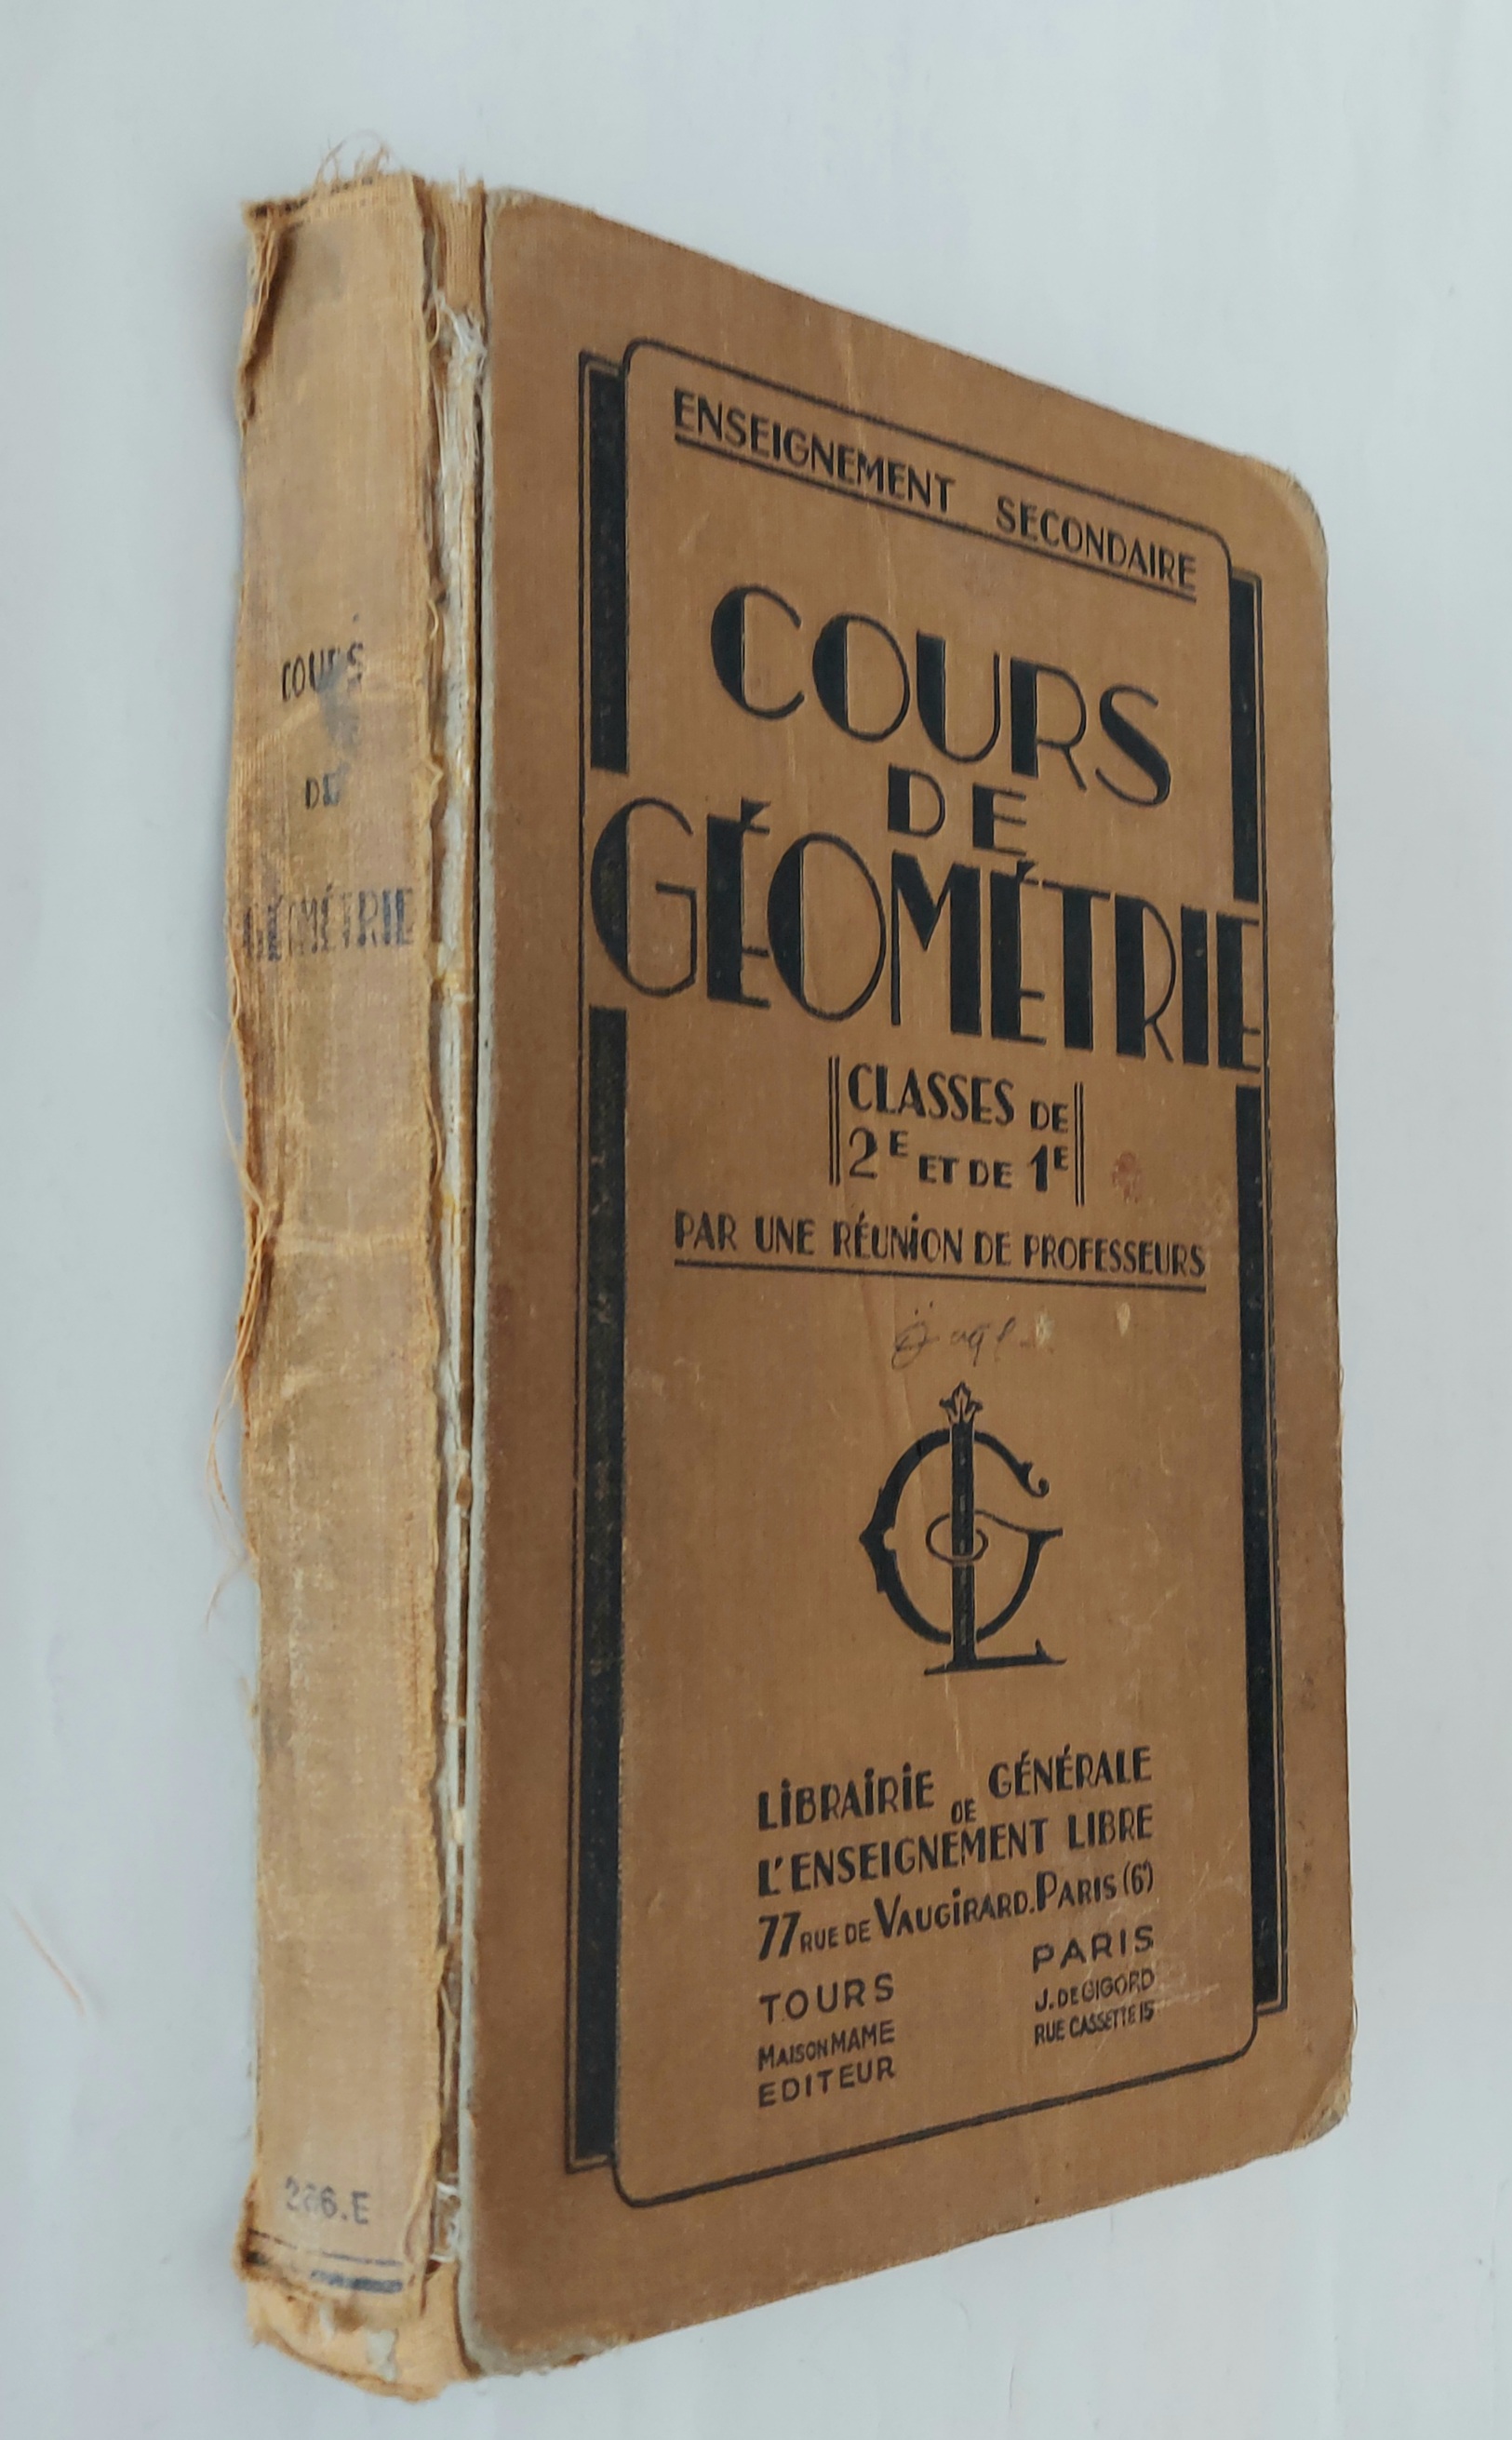 COURS
DE
GÉOMÉTRIE
266.E
ENSEIGNEMENT SECONDAIRE
COURS
DE
GÉOMÉTRIE
CLASSES DE
2E ET DE 1E
PAR UNE RÉUNION DE PROFESSEURS
GL
LIBRAIRIE GÉNÉRALE
DE
L'ENSEIGNEMENT LIBRE
77 RUE DE VAUGIRARD. PARIS (6e)
TOURS
MAISON MAME
EDITEUR
PARIS
J. DE GIGORD
RUE CASSETTE 15